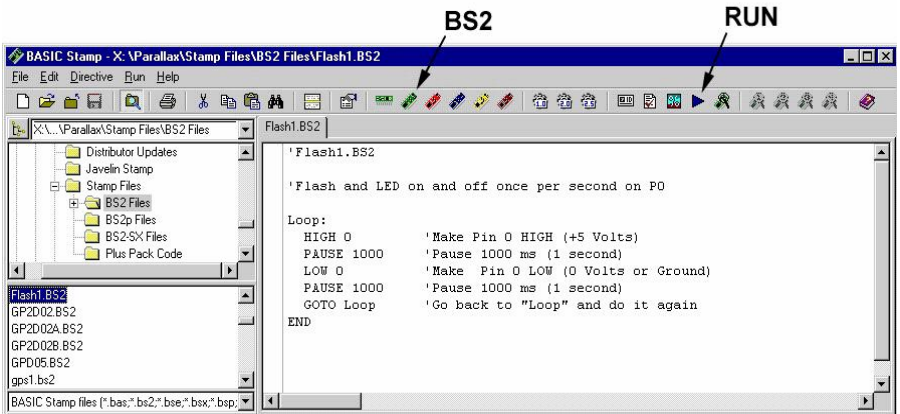 BS2
RUN
BASIC Stamp - X:\Parallax\Stamp Files\BS2 Files\Flash1.BS2
File Edit Directive Run Help
X:\...\Parallax\Stamp Files\BS2 Files
Distributor Updates
Javelin Stamp
Stamp Files
BS2 Files
BS2p Files
BS2-SX Files
Plus Pack Code
Flash1.BS2
GP2D02.BS2
GP2D02A.BS2
GP2D02B.BS2
GPD05.BS2
gps1.bs2
BASIC Stamp files (*.bas;*.bs2;*.bse;*.bsx;*.bsp;
Flash1.BS2
'Flash1.BS2
'Flash and LED on and off once per second on P0
Loop:
HIGH 0 'Make Pin 0 HIGH (+5 Volts)
PAUSE 1000 'Pause 1000 ms (1 second)
LOW 0 'Make Pin 0 LOW (0 Volts or Ground)
PAUSE 1000 'Pause 1000 ms (1 second)
GOTO Loop 'Go back to "Loop" and do it again
END